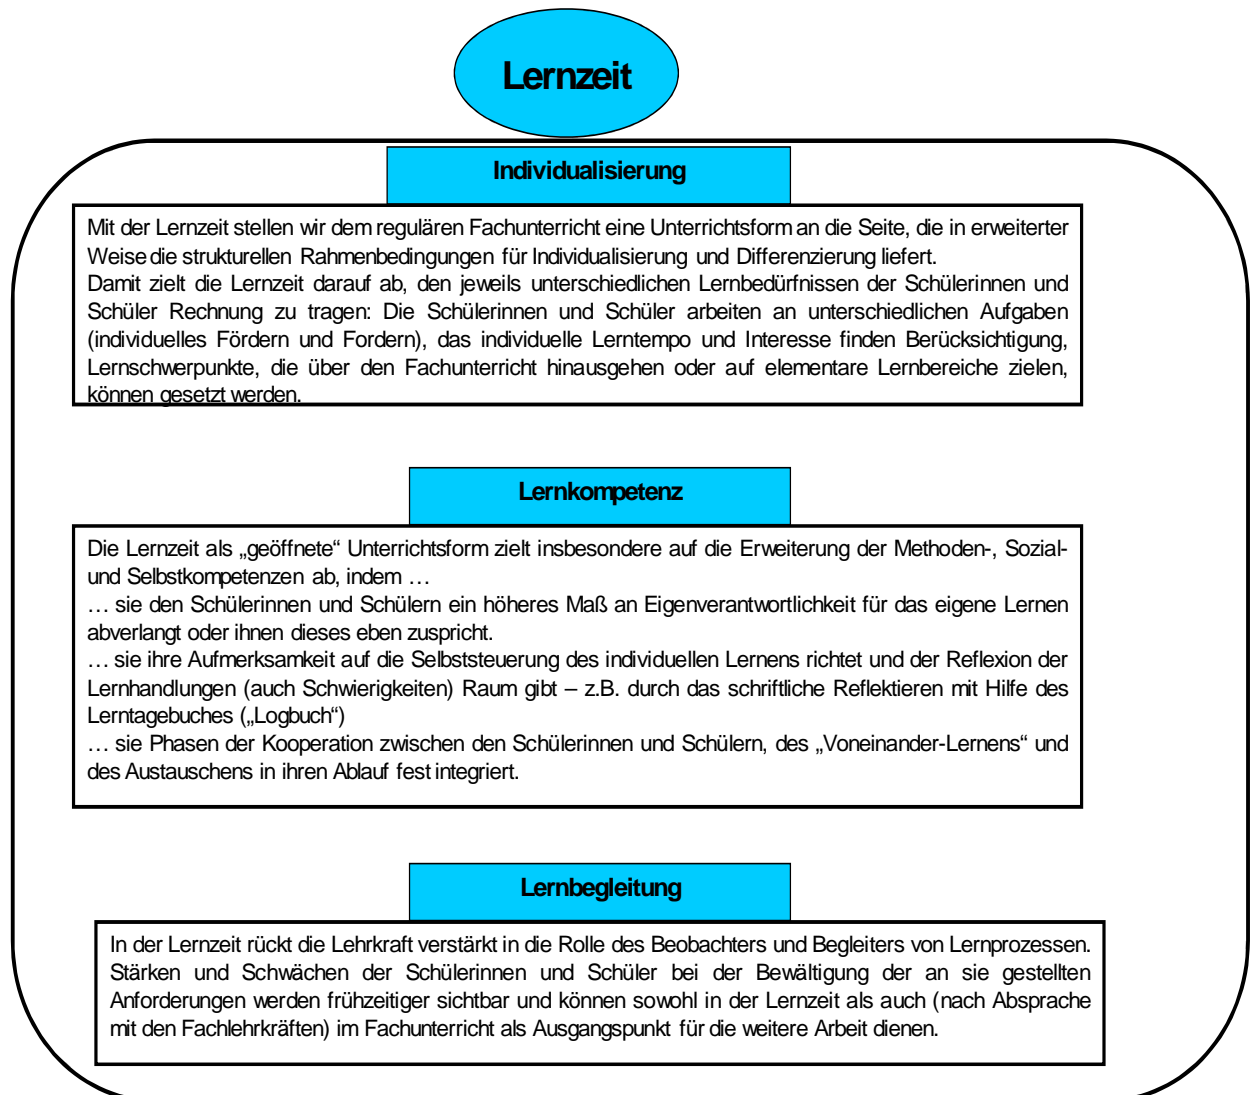 Lernzeit
Individualisierung
Mit der Lernzeit stellen wir dem regulären Fachunterricht eine Unterrichtsform an die Seite, die in erweiterter
Weise die strukturellen Rahmenbedingungen für Individualisierung und Differenzierung liefert.
Damit zielt die Lernzeit darauf ab, den jeweils unterschiedlichen Lernbedürfnissen der Schülerinnen und
Schüler Rechnung zu tragen: Die Schülerinnen und Schüler arbeiten an unterschiedlichen Aufgaben
(individuelles Fördern und Fordern), das individuelle Lerntempo und Interesse finden Berücksichtigung,
Lernschwerpunkte, die über den Fachunterricht hinausgehen oder auf elementare Lernbereiche zielen,
können gesetzt werden.
Lernkompetenz
Die Lernzeit als „geöffnete“ Unterrichtsform zielt insbesondere auf die Erweiterung der Methoden-, Sozial-
und Selbstkompetenzen ab, indem …
… sie den Schülerinnen und Schülern ein höheres Maß an Eigenverantwortlichkeit für das eigene Lernen
abverlangt oder ihnen dieses eben zuspricht.
… sie ihre Aufmerksamkeit auf die Selbststeuerung des individuellen Lernens richtet und der Reflexion der
Lernhandlungen (auch Schwierigkeiten) Raum gibt – z.B. durch das schriftliche Reflektieren mit Hilfe des
Lerntagebuches („Logbuch“)
… sie Phasen der Kooperation zwischen den Schülerinnen und Schülern, des „Voneinander-Lernens“ und
des Austauschens in ihren Ablauf fest integriert.
Lernbegleitung
In der Lernzeit rückt die Lehrkraft verstärkt in die Rolle des Beobachters und Begleiters von Lernprozessen.
Stärken und Schwächen der Schülerinnen und Schüler bei der Bewältigung der an sie gestellten
Anforderungen werden frühzeitiger sichtbar und können sowohl in der Lernzeit als auch (nach Absprache
mit den Fachlehrkräften) im Fachunterricht als Ausgangspunkt für die weitere Arbeit dienen.